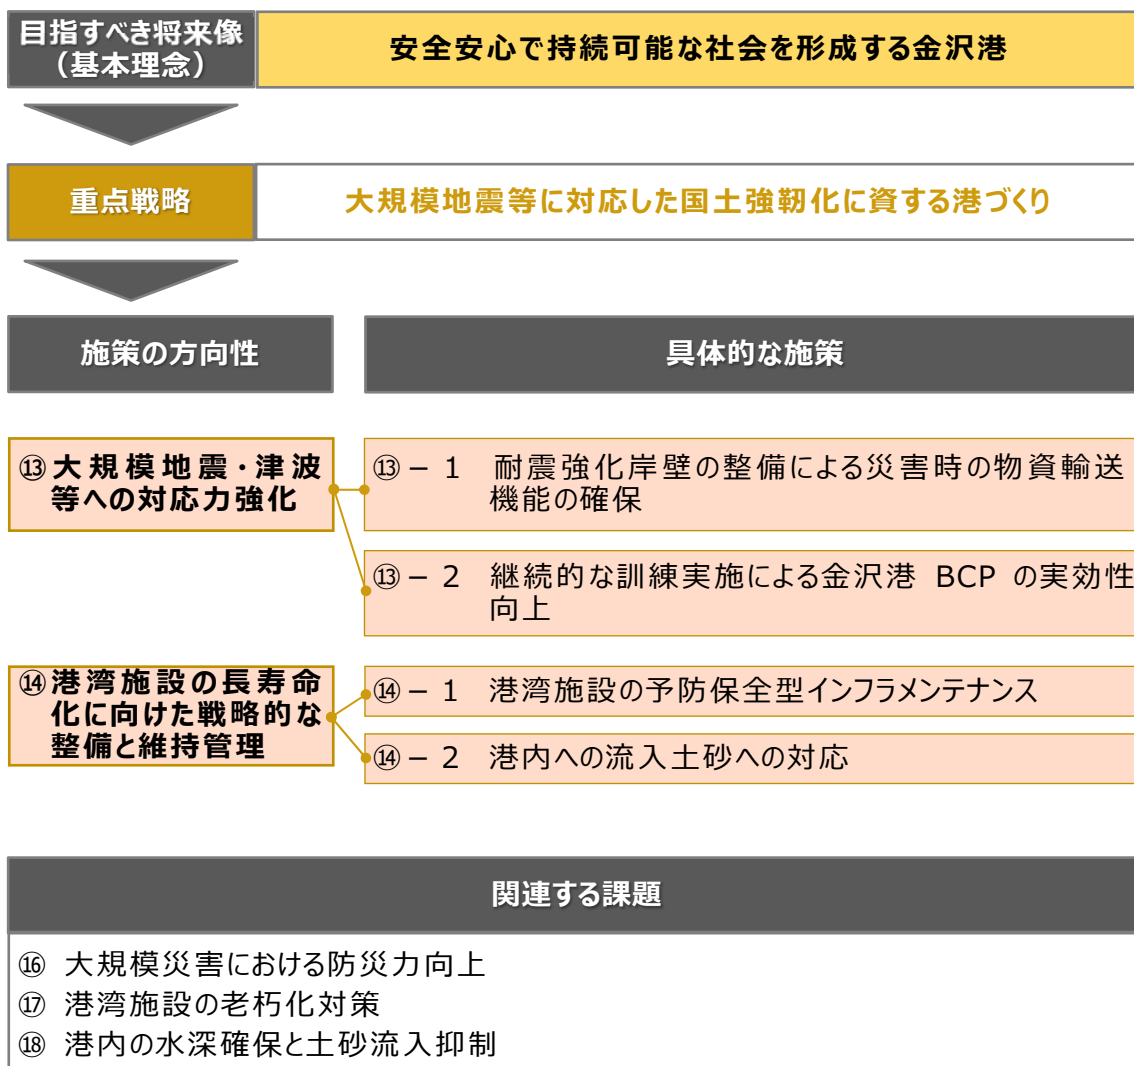 目指すべき将来像
（基本理念）
安全安心で持続可能な社会を形成する金沢港
重点戦略
大規模地震等に対応した国土強靭化に資する港づくり
施策の方向性
具体的な施策
⑬大規模地震・津波
等への対応力強化
⑬－１ 耐震強化岸壁の整備による災害時の物資輸送
機能の確保
⑬－２ 継続的な訓練実施による金沢港 BCP の実効性
向上
⑭港湾施設の長寿命
化に向けた戦略的な
整備と維持管理
⑭－１ 港湾施設の予防保全型インフラメンテナンス
⑭－２ 港内への流入土砂への対応
関連する課題
⑯ 大規模災害における防災力向上
⑰ 港湾施設の老朽化対策
⑱ 港内の水深確保と土砂流入抑制